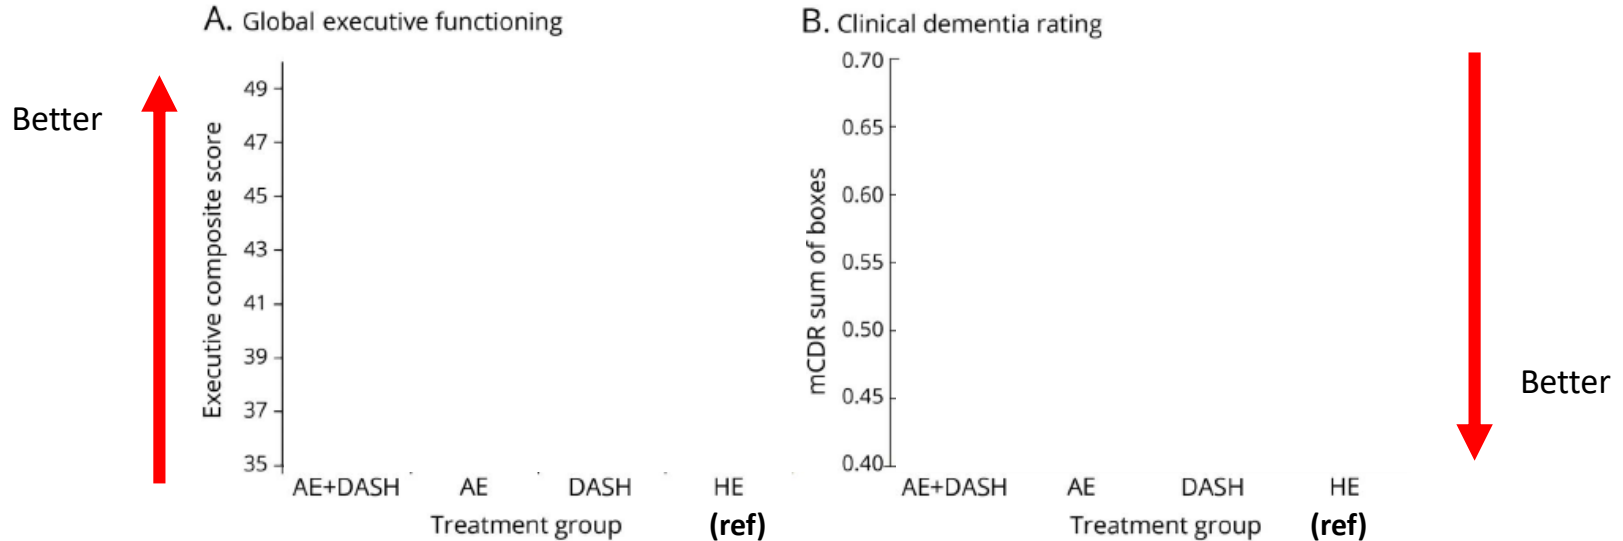 A. Global executive functioning
Better
Executive composite score
49
47
45
43
41
39
37
35
AE+DASH AE DASH HE
Treatment group (ref)
B. Clinical dementia rating
mCDR sum of boxes
0.70
0.65
0.60
0.55
0.50
0.45
0.40
AE+DASH AE DASH HE
Treatment group (ref)
Better